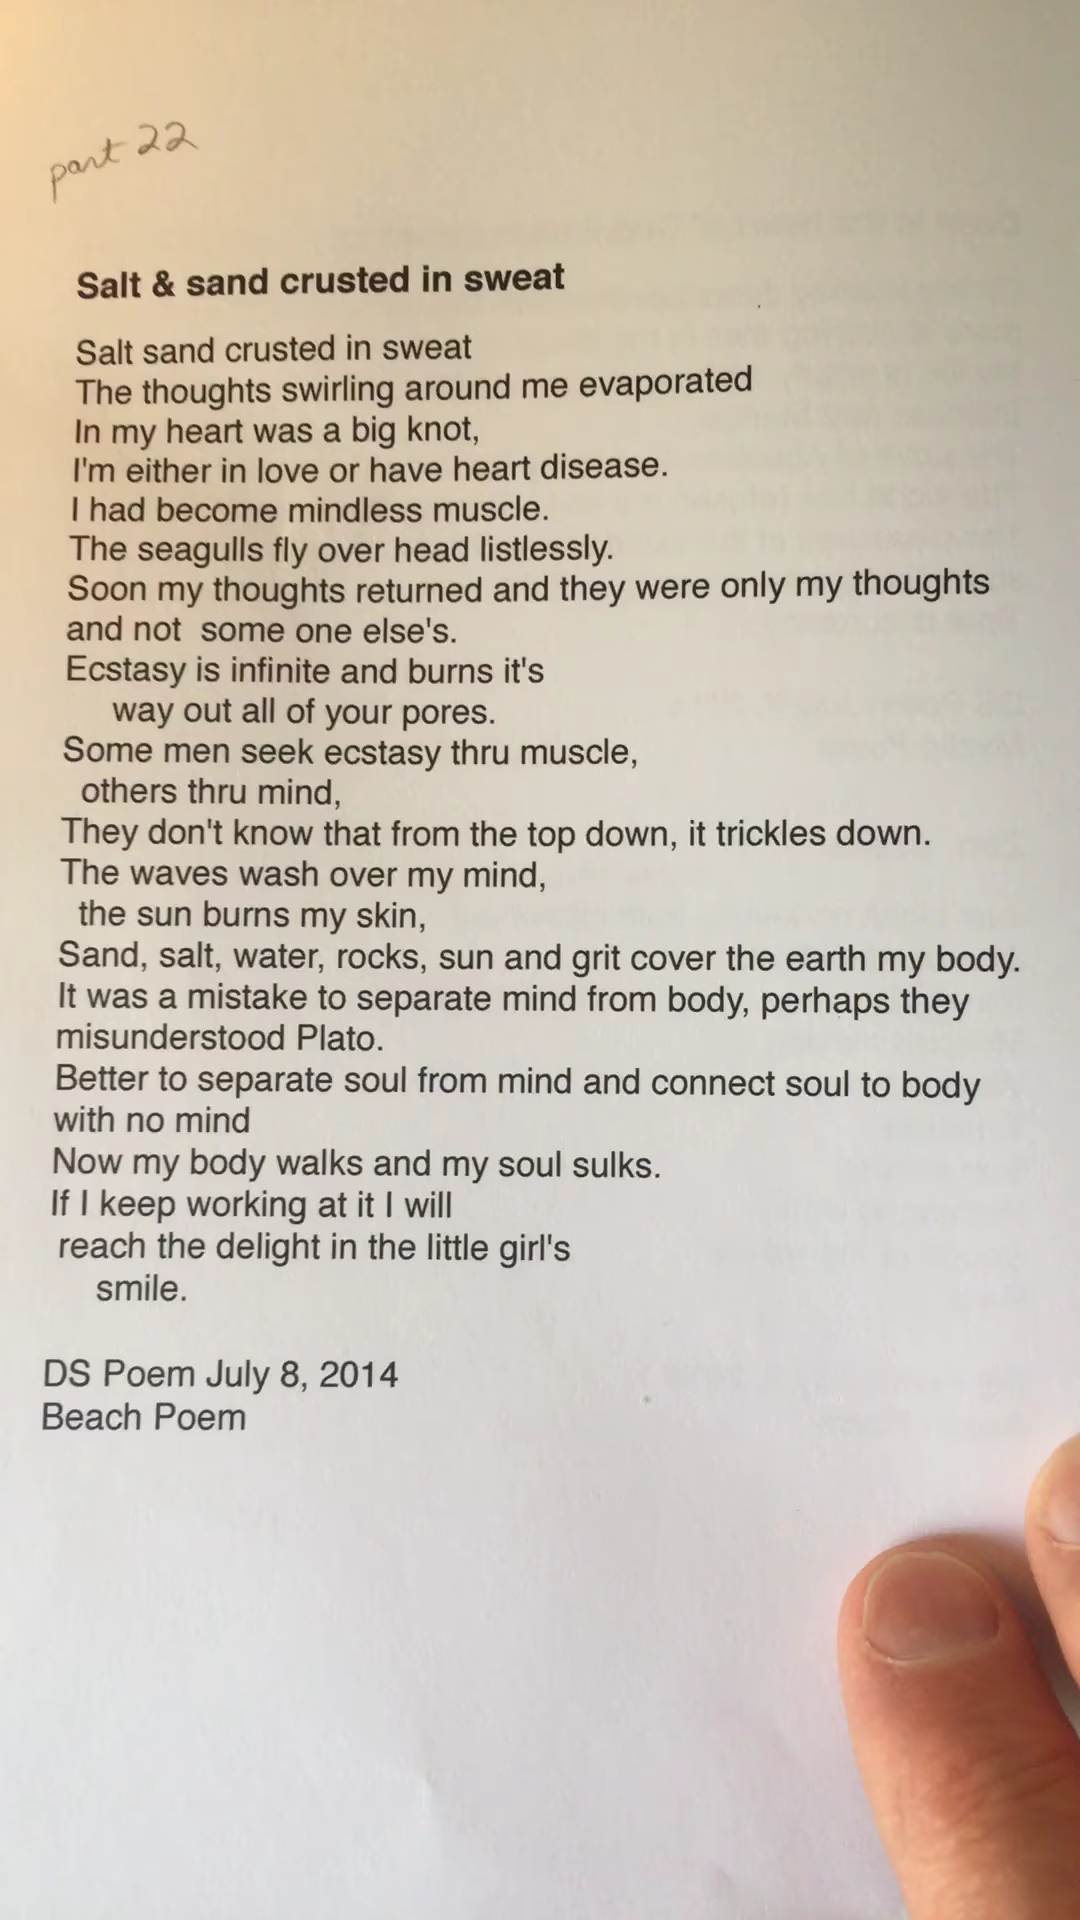 part 22
Salt & sand crusted in sweat
Salt sand crusted in sweat
The thoughts swirling around me evaporated
In my heart was a big knot,
I'm either in love or have heart disease.
I had become mindless muscle.
The seagulls fly over head listlessly.
Soon my thoughts returned and they were only my thoughts
and not  some one else's.
Ecstasy is infinite and burns it's
way out all of your pores.
Some men seek ecstasy thru muscle,
others thru mind,
They don't know that from the top down, it trickles down.
The waves wash over my mind,
the sun burns my skin,
Sand, salt, water, rocks, sun and grit cover the earth my body.
It was a mistake to separate mind from body, perhaps they
misunderstood Plato.
Better to separate soul from mind and connect soul to body
with no mind
Now my body walks and my soul sulks.
If I keep working at it I will
reach the delight in the little girl's
smile.
DS Poem July 8, 2014
Beach Poem